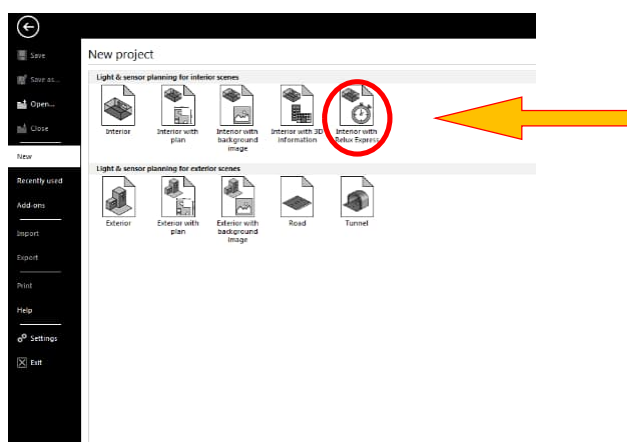 New project
Save
Save as...
Open...
Close
New
Recently used
Add-ons
Import
Export
Print
Help
Settings
Exit
Light & sensor planning for interior scenes
Interior
Interior with
plan
Interior with
background
image
Interior with 3D
information
Interior with
Relux Express
Light & sensor planning for exterior scenes
Exterior
Exterior with
plan
Exterior with
background
image
Road
Tunnel